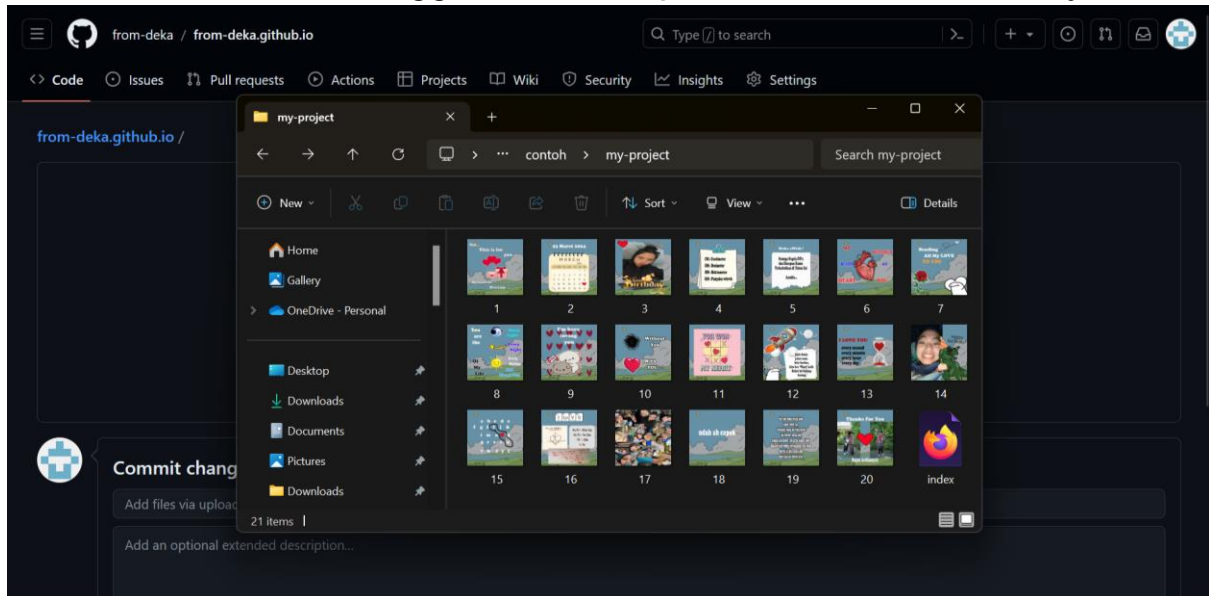 from-deka / from-deka.github.io
Type / to search
Code Issues Pull requests Actions Projects Wiki Security Insights Settings
from-deka.github.io /
my-project
contoh > my-project
Search my-project
New Sort View ... Details
Home
Gallery
OneDrive - Personal
Desktop
Downloads
Documents
Pictures
Downloads
1 2 3 4 5 6 7
8 9 10 11 12 13 14
15 16 17 18 19 20 index
21 items
Commit chang
Add files via upload
Add an optional extended description...